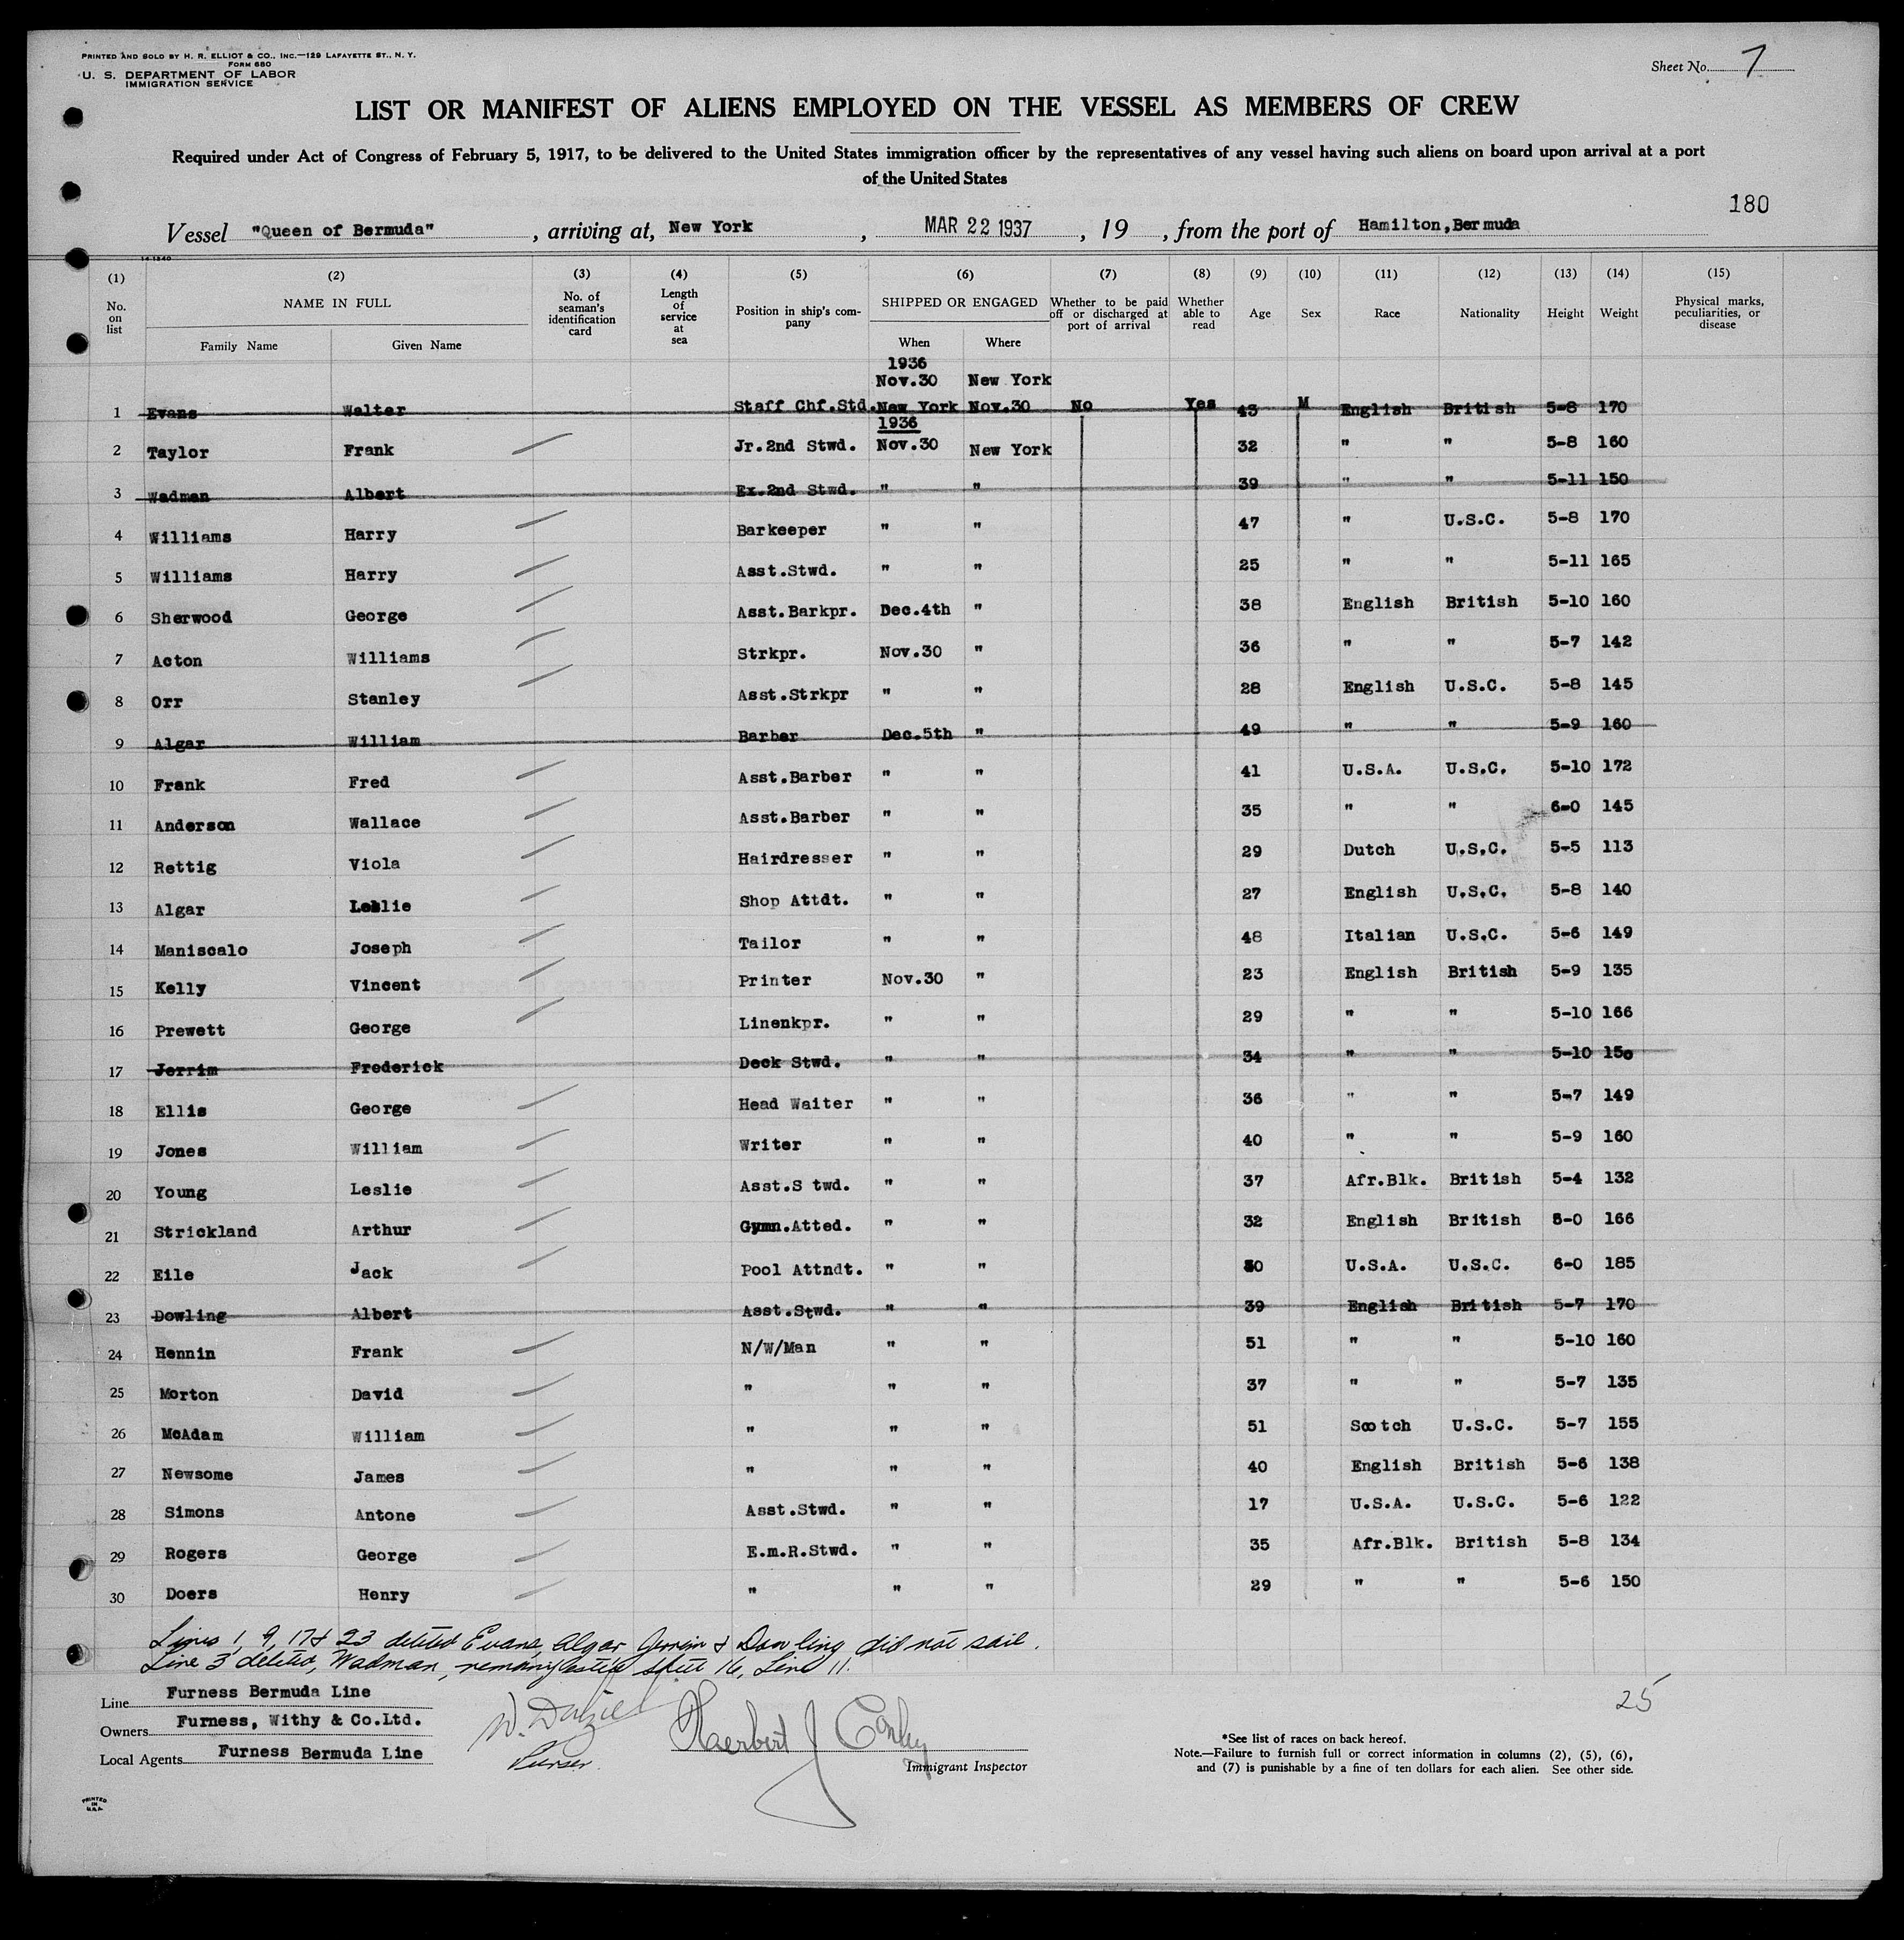 PRINTED AND SOLD BY H. R. ELLIOT & CO., INC.—129 LAFAYETTE ST., N. Y.
FORM 680
U. S. DEPARTMENT OF LABOR
IMMIGRATION SERVICE
Sheet No. 7
LIST OR MANIFEST OF ALIENS EMPLOYED ON THE VESSEL AS MEMBERS OF CREW
Required under Act of Congress of February 5, 1917, to be delivered to the United States immigration officer by the representatives of any vessel having such aliens on board upon arrival at a port
of the United States
180
Vessel "Queen of Bermuda" , arriving at, New York , MAR 22 1937 , 19 , from the port of Hamilton, Bermuda
14-1240
(1) (2) (3) (4) (5) (6) (7) (8) (9) (10) (11) (12) (13) (14) (15)
No. on list NAME IN FULL Family Name Given Name No. of seaman's identification card Length of service at sea Position in ship's company SHIPPED OR ENGAGED When Where Whether to be paid off or discharged at port of arrival Whether able to read Age Sex Race Nationality Height Weight Physical marks, peculiarities, or disease
1936
Nov.30 New York
1 Evans Walter Staff Chf.Std. New York Nov.30 No Yes 43 M English British 5-8 170
1936
2 Taylor Frank Jr.2nd Stwd. Nov.30 New York 32 " " 5-8 160
3 Wadman Albert Ex.2nd Stwd. " " 39 " " 5-11 150
4 Williams Harry Barkeeper " " 47 " U.S.C. 5-8 170
5 Williams Harry Asst.Stwd. " " 25 " " 5-11 165
6 Sherwood George Asst.Barkpr. Dec.4th " 38 English British 5-10 160
7 Acton Williams Strkpr. Nov.30 " 36 " " 5-7 142
8 Orr Stanley Asst.Strkpr " " 28 English U.S.C. 5-8 145
9 Algar William Barber Dec.5th " 49 " " 5-9 160
10 Frank Fred Asst.Barber " " 41 U.S.A. U.S.C. 5-10 172
11 Anderson Wallace Asst.Barber " " 35 " " 6-0 145
12 Rettig Viola Hairdresser " " 29 Dutch U.S.C. 5-5 113
13 Algar Leslie Shop Attdt. " " 27 English U.S.C. 5-8 140
14 Maniscalo Joseph Tailor " " 48 Italian U.S.C. 5-6 149
15 Kelly Vincent Printer Nov.30 " 23 English British 5-9 135
16 Prewett George Linenkpr. " " 29 " " 5-10 166
17 Jerrim Frederick Deck Stwd. " " 34 " " 5-10 150
18 Ellis George Head Waiter " " 36 " " 5-7 149
19 Jones William Writer " " 40 " " 5-9 160
20 Young Leslie Asst.S twd. " " 37 Afr.Blk. British 5-4 132
21 Strickland Arthur Gymn.Atted. " " 32 English British 6-0 166
22 Eile Jack Pool Attndt. " " 30 U.S.A. U.S.C. 6-0 185
23 Dowling Albert Asst.Stwd. " " 39 English British 5-7 170
24 Hennin Frank N/W/Man " " 51 " " 5-10 160
25 Morton David " " " 37 " " 5-7 135
26 McAdam William " " " 51 Scotch U.S.C. 5-7 155
27 Newsome James " " " 40 English British 5-6 138
28 Simons Antone Asst.Stwd. " " 17 U.S.A. U.S.C. 5-6 122
29 Rogers George E.m.R.Stwd. " " 35 Afr.Blk. British 5-8 134
30 Doers Henry " " " 29 " " 5-6 150
Lines 1, 9, 17 & 23 deleted Evans, Algar Jerrim & Dowling did not sail.
Line 3 deleted, Wadman, sheet 16, Line 11.
25
Line Furness Bermuda Line
Owners Furness, Withy & Co.Ltd.
Local Agents Furness Bermuda Line
Purser.
Herbert J Conley
Immigrant Inspector
*See list of races on back hereof.
Note.—Failure to furnish full or correct information in columns (2), (5), (6),
and (7) is punishable by a fine of ten dollars for each alien. See other side.
PRINTED
IN
U.S.A.